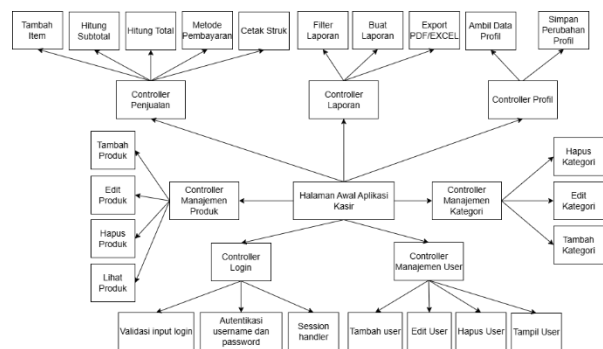 Tambah
Item
Hitung
Subtotal
Hitung Total
Metode
Pembayaran
Cetak Struk
Filter
Laporan
Buat
Laporan
Export
PDF/EXCEL
Ambil Data
Profil
Simpan
Perubahan
Profil
Controller
Penjualan
Controller
Laporan
Controller Profil
Tambah
Produk
Edit
Produk
Hapus
Produk
Lihat
Produk
Controller
Manajemen
Produk
Halaman Awal Aplikasi
Kasir
Controller
Manajemen
Kategori
Hapus
Kategori
Edit
Kategori
Tambah
Kategori
Controller
Login
Controller
Manajemen User
Validasi input login
Autentikasi
username dan
password
Session
handler
Tambah user
Edit User
Hapus User
Tampil User